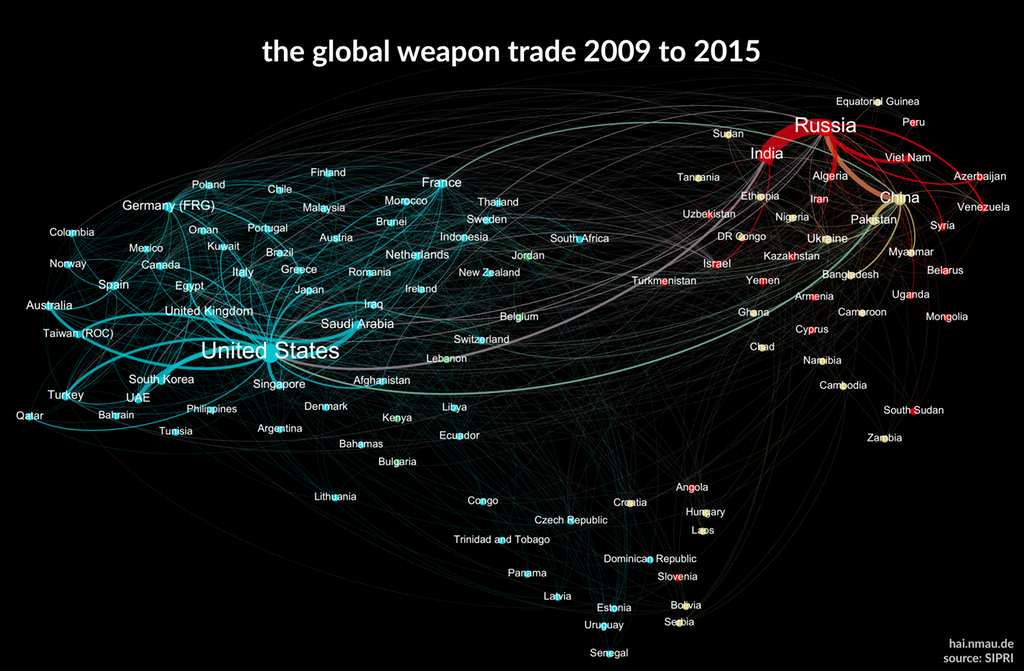 the global weapon trade 2009 to 2015
Equatorial Guinea
Russia
Peru
Sudan
India
Viet Nam
Finland
Algeria
Azerbaijan
Tanzania
France
Poland
Chile
Ethiopia
Iran
China
Morocco
Thailand
Germany (FRG)
Malaysia
Venezuela
Uzbekistan
Nigeria
Pakistan
Brunei
Sweden
Syria
Oman
Portugal
Colombia
Austria
Indonesia
South Africa
DR Congo
Ukraine
Mexico
Kuwait
Brazil
Netherlands
Jordan
Kazakhstan
Myanmar
Norway
Canada
Italy
Greece
Romania
New Zealand
Israel
Belarus
Bangladesh
Spain
Egypt
Japan
Ireland
Turkmenistan
Yemen
Australia
Iraq
Armenia
Uganda
United Kingdom
Saudi Arabia
Belgium
Ghana
Cameroon
Mongolia
Taiwan (ROC)
Cyprus
Switzerland
United States
Chad
Lebanon
Namibia
South Korea
Singapore
Afghanistan
Cambodia
Turkey
UAE
Qatar
Bahrain
Philippines
Denmark
Libya
South Sudan
Kenya
Tunisia
Argentina
Ecuador
Zambia
Bahamas
Bulgaria
Lithuania
Congo
Croatia
Angola
Czech Republic
Hungary
Laos
Trinidad and Tobago
Dominican Republic
Panama
Slovenia
Latvia
Estonia
Bolivia
Uruguay
Serbia
Senegal
hai.nmau.de
source: SIPRI